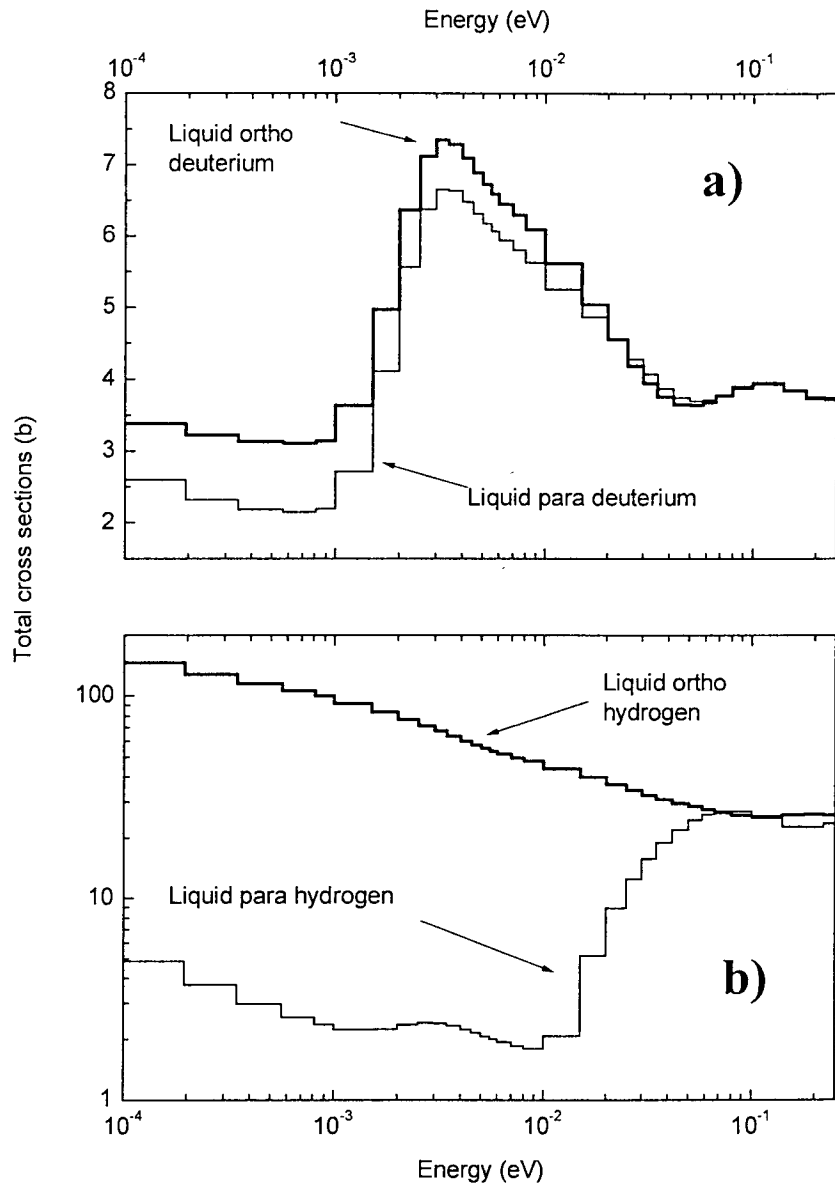 Energy (eV)
10⁻⁴ 10⁻³ 10⁻² 10⁻¹
8
7
6
5
4
3
2
Liquid ortho
deuterium
a)
Liquid para deuterium
Total cross sections (b)
100
10
1
Liquid ortho
hydrogen
Liquid para hydrogen
b)
10⁻⁴ 10⁻³ 10⁻² 10⁻¹
Energy (eV)